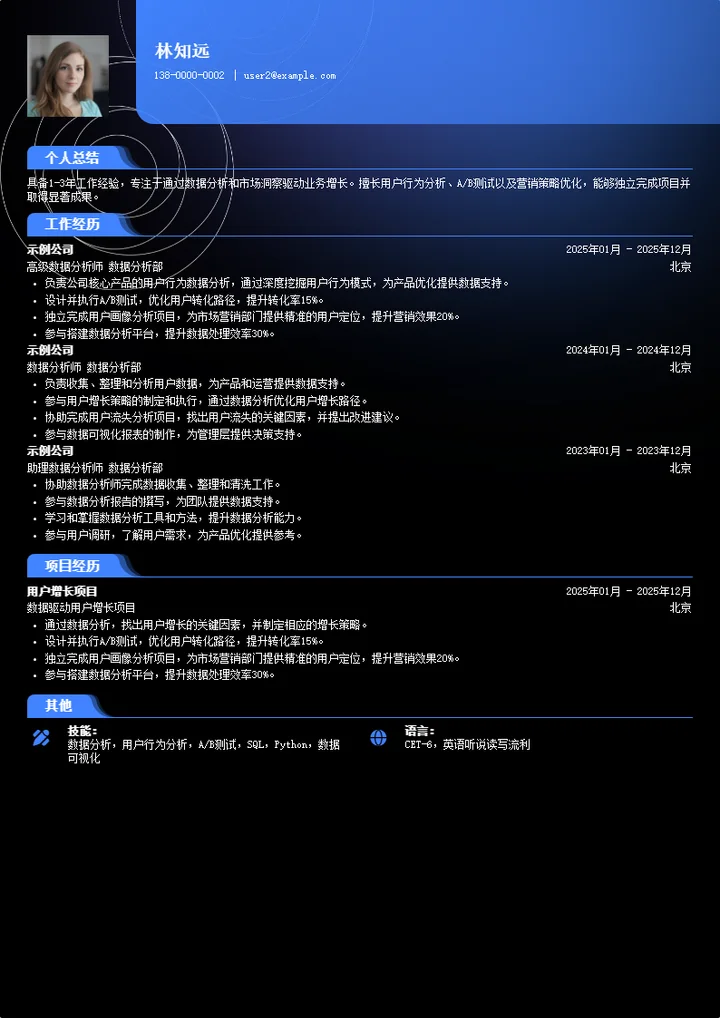 林知远
138-0000-0002 | user2@example.com
个人总结
具备1-3年工作经验，专注于通过数据分析和市场洞察驱动业务增长。擅长用户行为分析、A/B测试以及营销策略优化，能够独立完成项目并
取得显著成果。
工作经历
示创公司 2025年01月 - 2025年12月
高级数据分析师 数据分析部 北京
• 负责公司核心产品的用户行为数据分析，通过深度挖掘用户行为模式，为产品优化提供数据支持。
• 设计并执行A/B测试，优化用户转化路径，提升转化率15%。
• 独立完成用户画像分析项目，为市场营销部门提供精准的用户定位，提升营销效果20%。
• 参与搭建数据分析平台，提升数据处理效率30%。
示创公司 2024年01月 - 2024年12月
数据分析师 数据分析部 北京
• 负责收集、整理和分析用户数据，为产品和运营提供数据支持。
• 参与用户增长策略的制定和执行，通过数据分析优化用户增长路径。
• 协助完成用户流失分析项目，找出用户流失的关键因素，并提出改进建议。
• 参与数据可视化报表的制作，为管理层提供决策支持。
示创公司 2023年01月 - 2023年12月
助理数据分析师 数据分析部 北京
• 协助数据分析师完成数据收集、整理和清洗工作。
• 参与数据分析报告的撰写，为团队提供数据支持。
• 学习和掌握数据分析工具和方法，提升数据分析能力。
• 参与用户调研，了解用户需求，为产品优化提供参考。
项目经历
用户增长项目 2025年01月 - 2025年12月
数据驱动用户增长项目 北京
• 通过数据分析，找出用户增长的关键因素，并制定相应的增长策略。
• 设计并执行A/B测试，优化用户转化路径，提升转化率15%。
• 独立完成用户画像分析项目，为市场营销部门提供精准的用户定位，提升营销效果20%。
• 参与搭建数据分析平台，提升数据处理效率30%。
其他
技能：
数据分析，用户行为分析，A/B测试，SQL，Python，数据
可视化
语言：
CET-6，英语听说读写流利